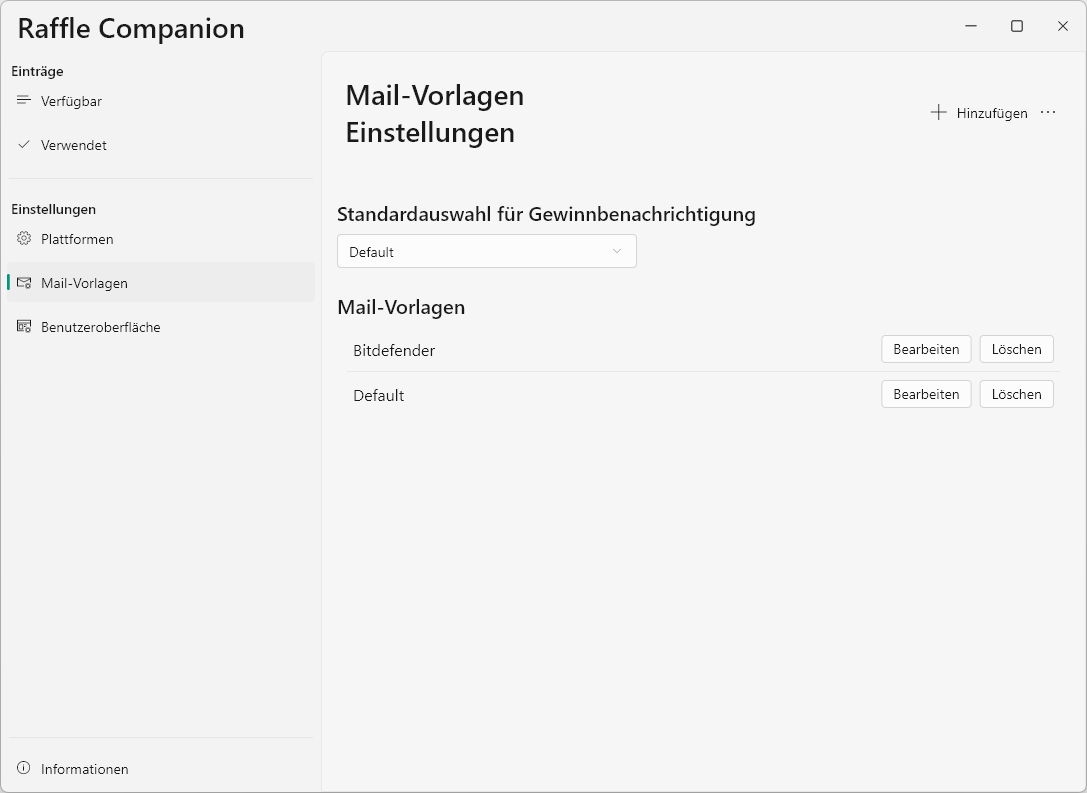 Raffle Companion
Einträge
Verfügbar
Verwendet
Einstellungen
Plattformen
Mail-Vorlagen
Benutzeroberfläche
Informationen
Mail-Vorlagen
Einstellungen
Hinzufügen
Standardauswahl für Gewinnbenachrichtigung
Default
Mail-Vorlagen
Bitdefender Bearbeiten Löschen
Default Bearbeiten Löschen